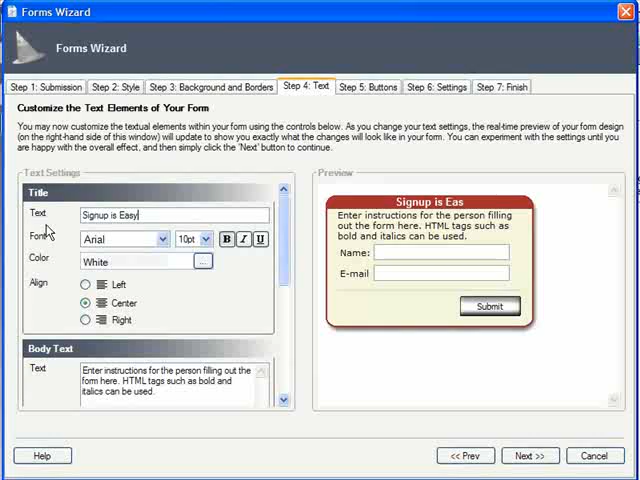 Forms Wizard
Forms Wizard
Step 1: Submission Step 2: Style Step 3: Background and Borders Step 4: Text Step 5: Buttons Step 6: Settings Step 7: Finish
Customize the Text Elements of Your Form
You may now customize the textual elements within your form using the controls below. As you change your text settings, the real-time preview of your form design
(on the right-hand side of this window) will update to show you exactly what the changes will look like in your form. You can experiment with the settings until you
are happy with the overall effect, and then simply click the 'Next' button to continue.
Text Settings
Title
Text Signup is Easy
Font Arial 10pt B I U
Color White ...
Align Left
Center
Right
Body Text
Text Enter instructions for the person filling out the
form here. HTML tags such as bold and
italics can be used.
Preview
Signup is Eas
Enter instructions for the person filling
out the form here. HTML tags such as
bold and italics can be used.
Name:
E-mail
Submit
Help << Prev Next >> Cancel